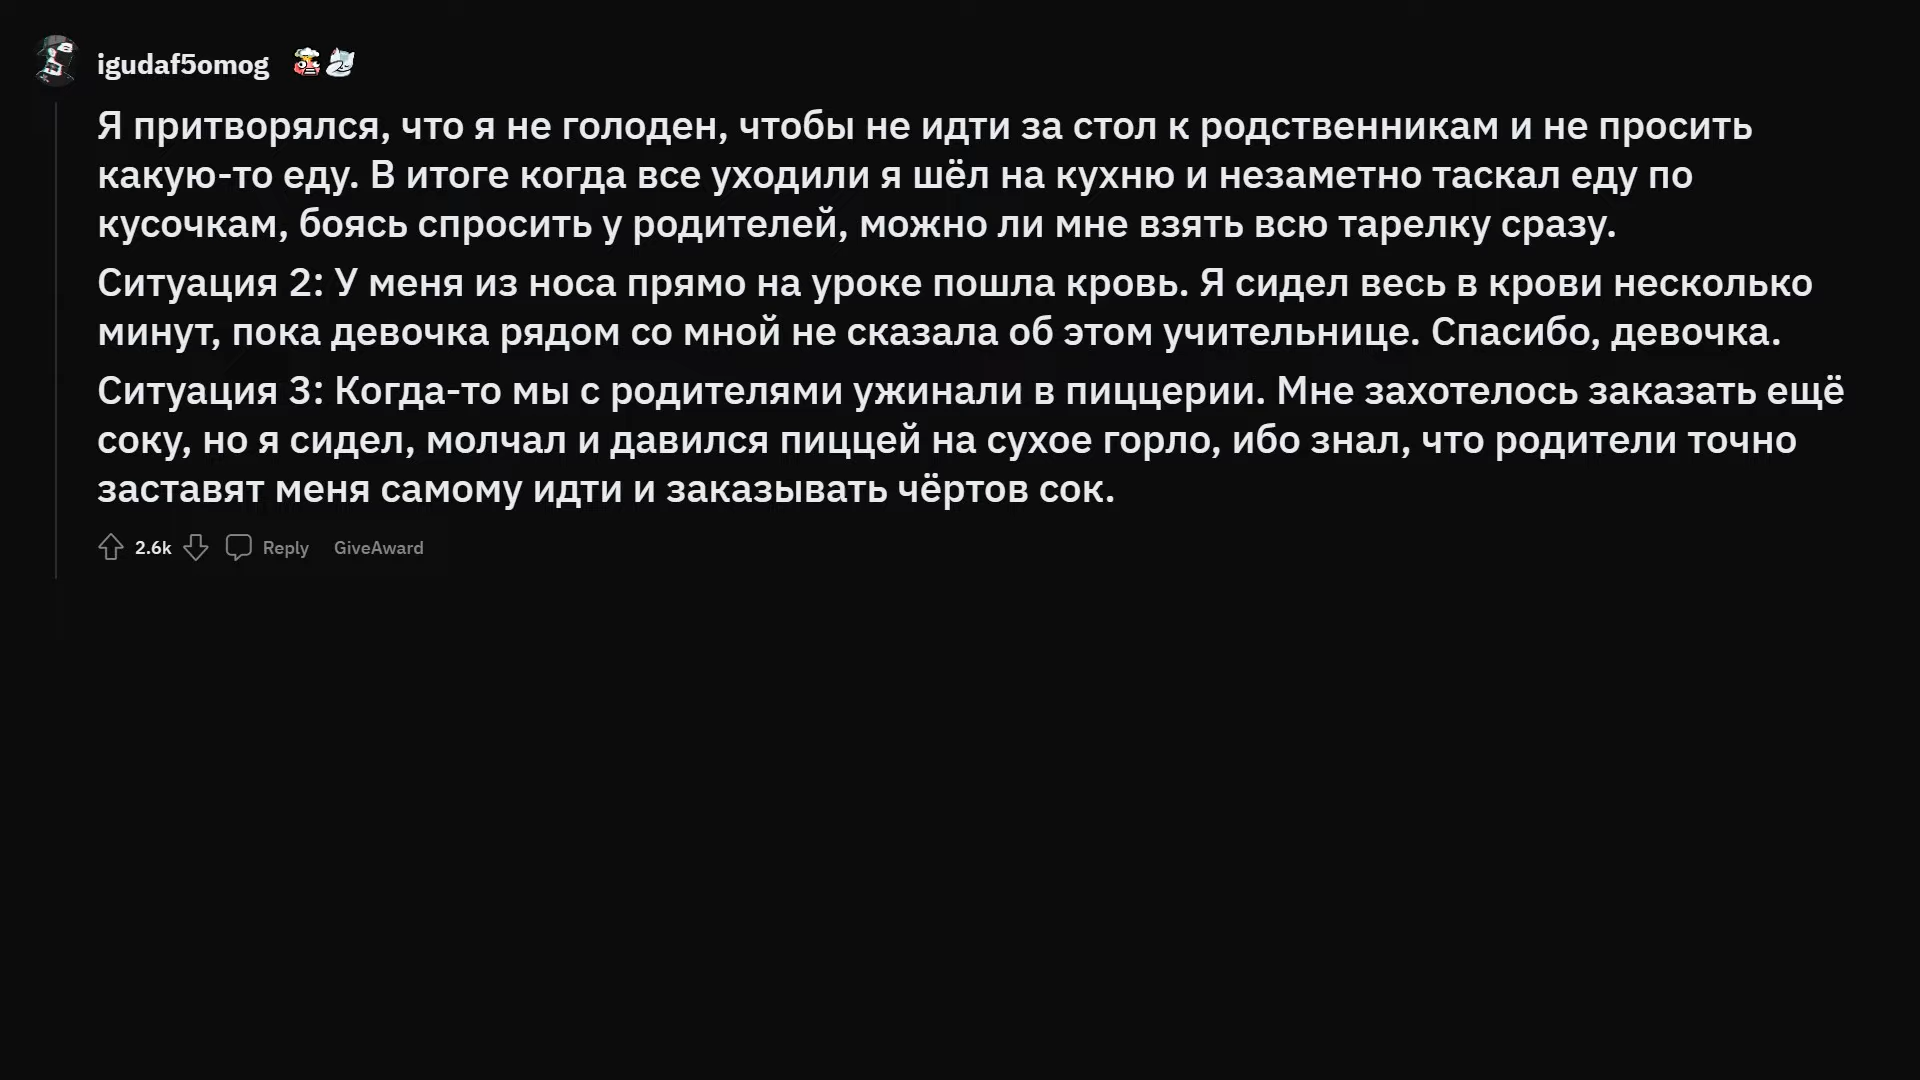 igudaf5omog
Я притворялся, что я не голоден, чтобы не идти за стол к родственникам и не просить
какую-то еду. В итоге когда все уходили я шёл на кухню и незаметно таскал еду по
кусочкам, боясь спросить у родителей, можно ли мне взять всю тарелку сразу.
Ситуация 2: У меня из носа прямо на уроке пошла кровь. Я сидел весь в крови несколько
минут, пока девочка рядом со мной не сказала об этом учительнице. Спасибо, девочка.
Ситуация 3: Когда-то мы с родителями ужинали в пиццерии. Мне захотелось заказать ещё
соку, но я сидел, молчал и давился пиццей на сухое горло, ибо знал, что родители точно
заставят меня самому идти и заказывать чёртов сок.
2.6k Reply GiveAward